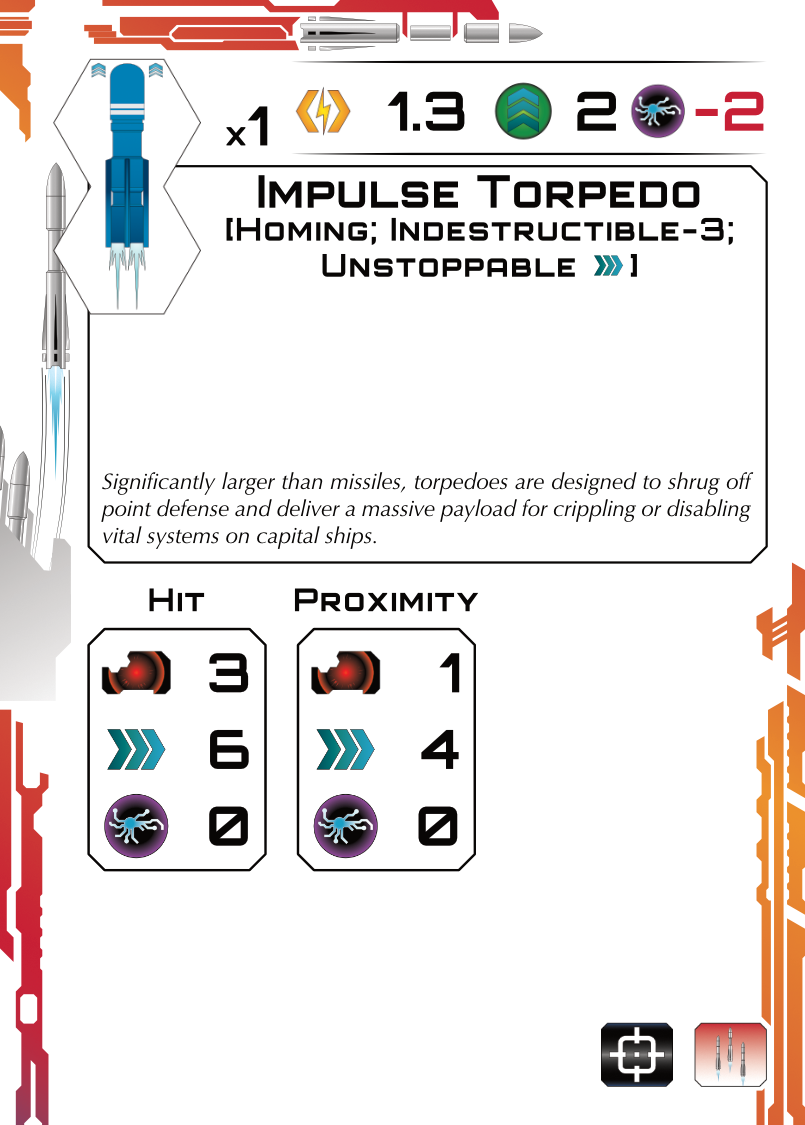 x1 1.3 2 -2
Impulse Torpedo
[Homing; Indestructible-3;
Unstoppable ]
Significantly larger than missiles, torpedoes are designed to shrug off
point defense and deliver a massive payload for crippling or disabling
vital systems on capital ships.
Hit
3
6
0
Proximity
1
4
0